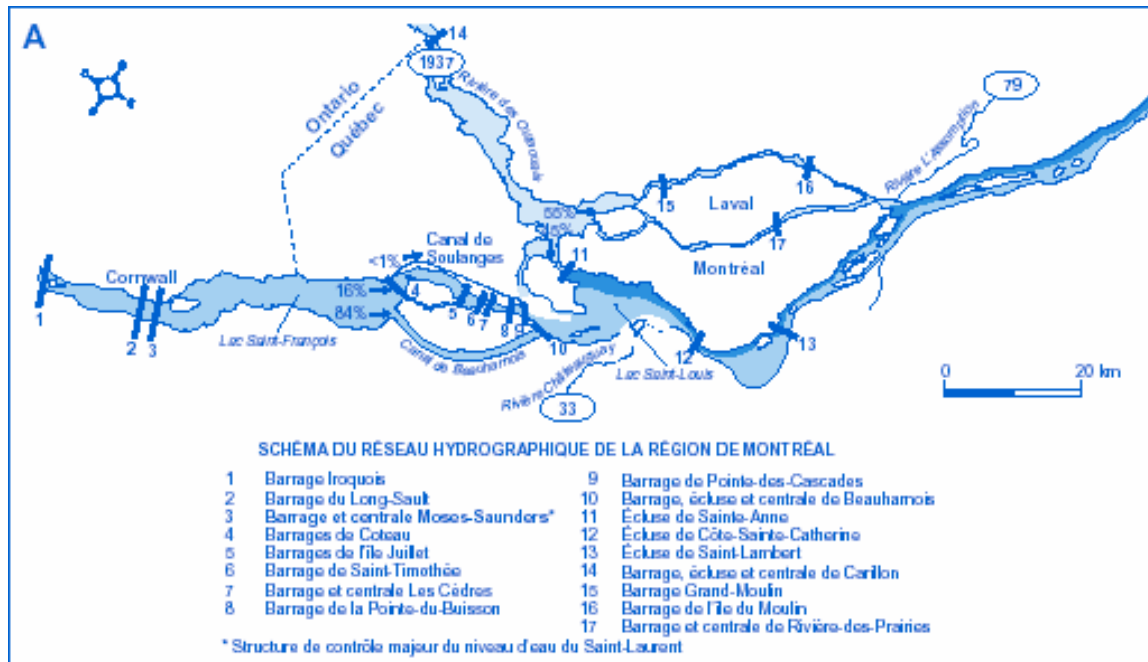 A
14
1937
Rivière des Outaouais
Ontario
Québec
79
Rivière L'Assomption
16
15
Laval
55%
45%
17
Canal de
Soulanges
<1%
11
Montréal
Cornwall
16%
4
5
6
7
8
9
84%
1
2
3
Lac Saint-François
Canal de Beauharnois
10
12
13
Rivière Châteauguay
Lac Saint-Louis
33
0 20 km
SCHÉMA DU RÉSEAU HYDROGRAPHIQUE DE LA RÉGION DE MONTRÉAL
1 Barrage Iroquois
2 Barrage du Long-Sault
3 Barrage et centrale Moses-Saunders*
4 Barrages de Coteau
5 Barrages de l'île Juillet
6 Barrage de Saint-Timothée
7 Barrage et centrale Les Cèdres
8 Barrage de la Pointe-du-Buisson
9 Barrage de Pointe-des-Cascades
10 Barrage, écluse et centrale de Beauharnois
11 Écluse de Sainte-Anne
12 Écluse de Côte-Sainte-Catherine
13 Écluse de Saint-Lambert
14 Barrage, écluse et centrale de Carillon
15 Barrage Grand-Moulin
16 Barrage de l'île du Moulin
17 Barrage et centrale de Rivière-des-Prairies
* Structure de contrôle majeur du niveau d'eau du Saint-Laurent